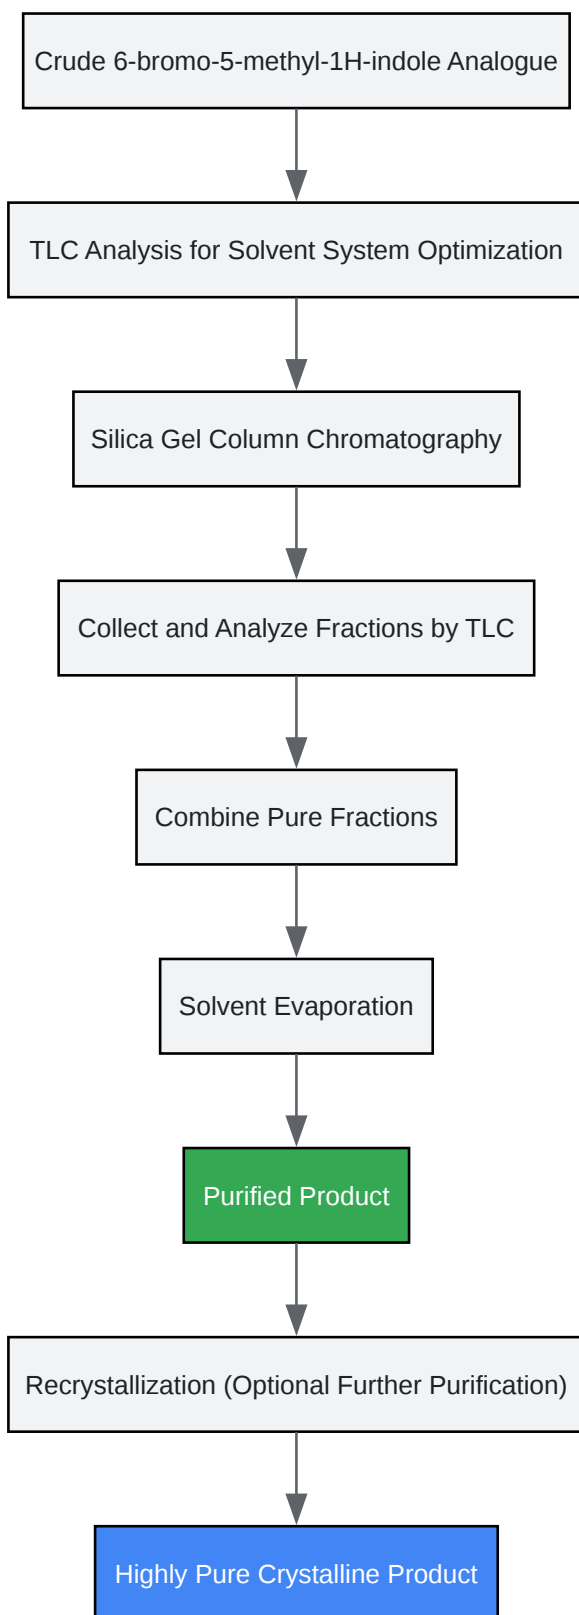 Crude 6-bromo-5-methyl-1H-indole Analogue
TLC Analysis for Solvent System Optimization
Silica Gel Column Chromatography
Collect and Analyze Fractions by TLC
Combine Pure Fractions
Solvent Evaporation
Purified Product
Recrystallization (Optional Further Purification)
Highly Pure Crystalline Product